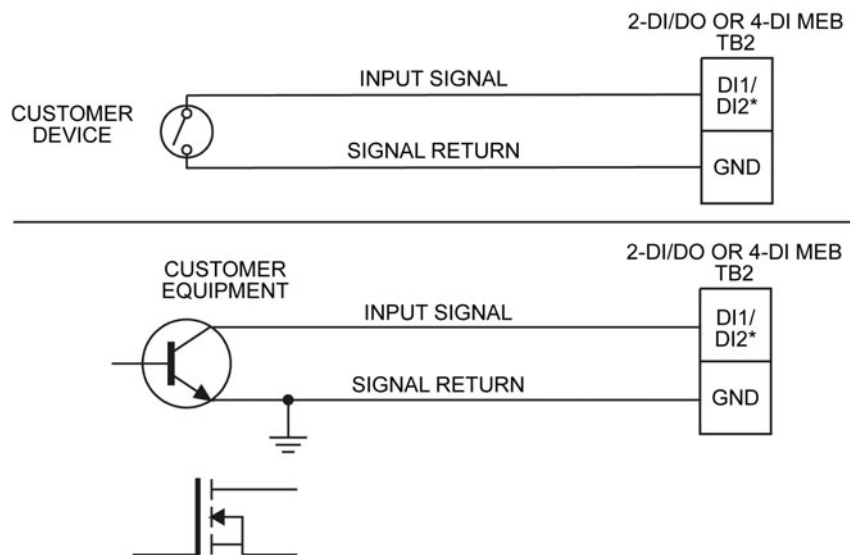 2-DI/DO OR 4-DI MEB
TB2
INPUT SIGNAL
DI1/
DI2*
CUSTOMER
DEVICE
SIGNAL RETURN
GND
2-DI/DO OR 4-DI MEB
TB2
CUSTOMER
EQUIPMENT
INPUT SIGNAL
DI1/
DI2*
SIGNAL RETURN
GND